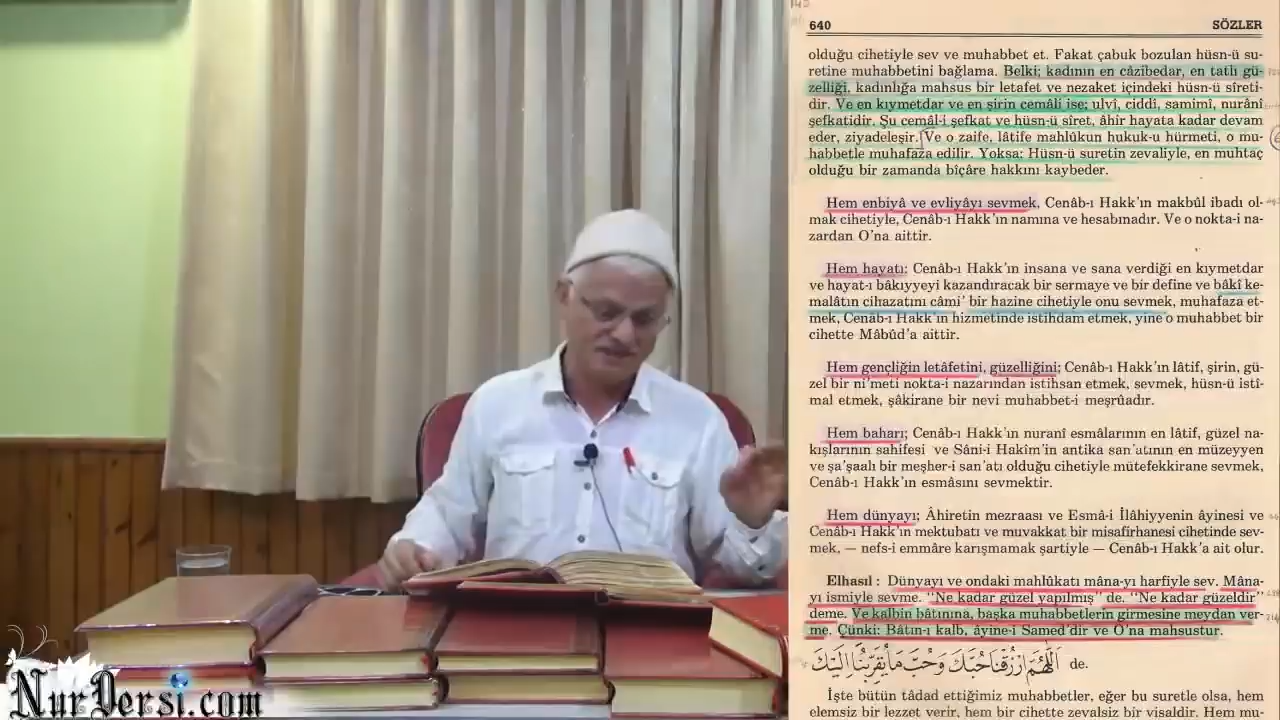 640 SÖZLER
olduğu cihetiyle sev ve muhabbet et. Fakat çabuk bozulan hüsn-ü su-
retine muhabbetini bağlama. Belki; kadının en câzibedar, en tatlı gü-
zelliği, kadınlığa mahsus bir letafet ve nezaket içindeki hüsn-ü sîreti-
dir. Ve en kıymetdar ve en şirin cemâli ise; ulvî, ciddî, samimî, nurânî
şefkatidir. Şu cemâl-i şefkat ve hüsn-ü sîret, âhir hayata kadar devam
eder, ziyadeleşir. Ve o zaife, lâtife mahlûkun hukuk-u hürmeti, o mu-
habbetle muhafaza edilir. Yoksa: Hüsn-ü suretin zevaliyle, en muhtaç
olduğu bir zamanda bîçâre hakkını kaybeder.
Hem enbiyâ ve evliyâyı sevmek, Cenâb-ı Hakk'ın makbûl ibadı ol-
mak cihetiyle, Cenâb-ı Hakk'ın namına ve hesabınadır. Ve o nokta-i na-
zardan O'na aittir.
Hem hayatı: Cenâb-ı Hakk'ın insana ve sana verdiği en kıymetdar
ve hayat-ı bâkıyyeyi kazandıracak bir sermaye ve bir define ve bâkî ke-
malâtın cihazatını câmi' bir hazine cihetiyle onu sevmek, muhafaza et-
mek, Cenâb-ı Hakk'ın hizmetinde istihdam etmek, yine o muhabbet bir
cihette Mâbûd'a aittir.
Hem gençliğin letâfetini, güzelliğini; Cenâb-ı Hakk'ın lâtif, şirin, gü-
zel bir ni'meti nokta-i nazarından istihsan etmek, sevmek, hüsn-ü istî-
mal etmek, şâkirane bir nevi muhabbet-i meşrûadır.
Hem baharı; Cenâb-ı Hakk'ın nuranî esmâlarının en lâtif, güzel na-
kışlarının sahifesi ve Sâni-i Hakîm'in antika san'atının en müzeyyen
ve şa'şaalı bir meşher-i san'atı olduğu cihetiyle mütefekkirane sevmek,
Cenâb-ı Hakk'ın esmâsını sevmektir.
Hem dünyayı; Âhiretin mezraası ve Esmâ-i İlâhiyyenin âyinesi ve
Cenâb-ı Hakk'ın mektubatı ve muvakkat bir misafirhanesi cihetinde sev-
mek, — nefs-i emmâre karışmamak şartiyle — Cenâb-ı Hakk'a ait olur.
Elhasıl : Dünyayı ve ondaki mahlûkatı mâna-yı harfiyle sev. Mâna-
yı ismiyle sevme. "Ne kadar güzel yapılmış" de. "Ne kadar güzeldir"
deme. Ve kalbin bâtınına, başka muhabbetlerin girmesine meydan ver-
me. Çünki: Bâtın-ı kalb, âyine-i Samed'dir ve O'na mahsustur.
اَللّٰهُمَّ ارْزُقْنَا حُبَّكَ وَحُبَّ مَا يُقَرِّبُنَا اِلَيْكَ de.
İşte bütün tâdad ettiğimiz muhabbetler, eğer bu suretle olsa, hem
elemsiz bir lezzet verir, hem bir cihette zevalsiz bir visaldir. Hem mu-
NurDersi.com